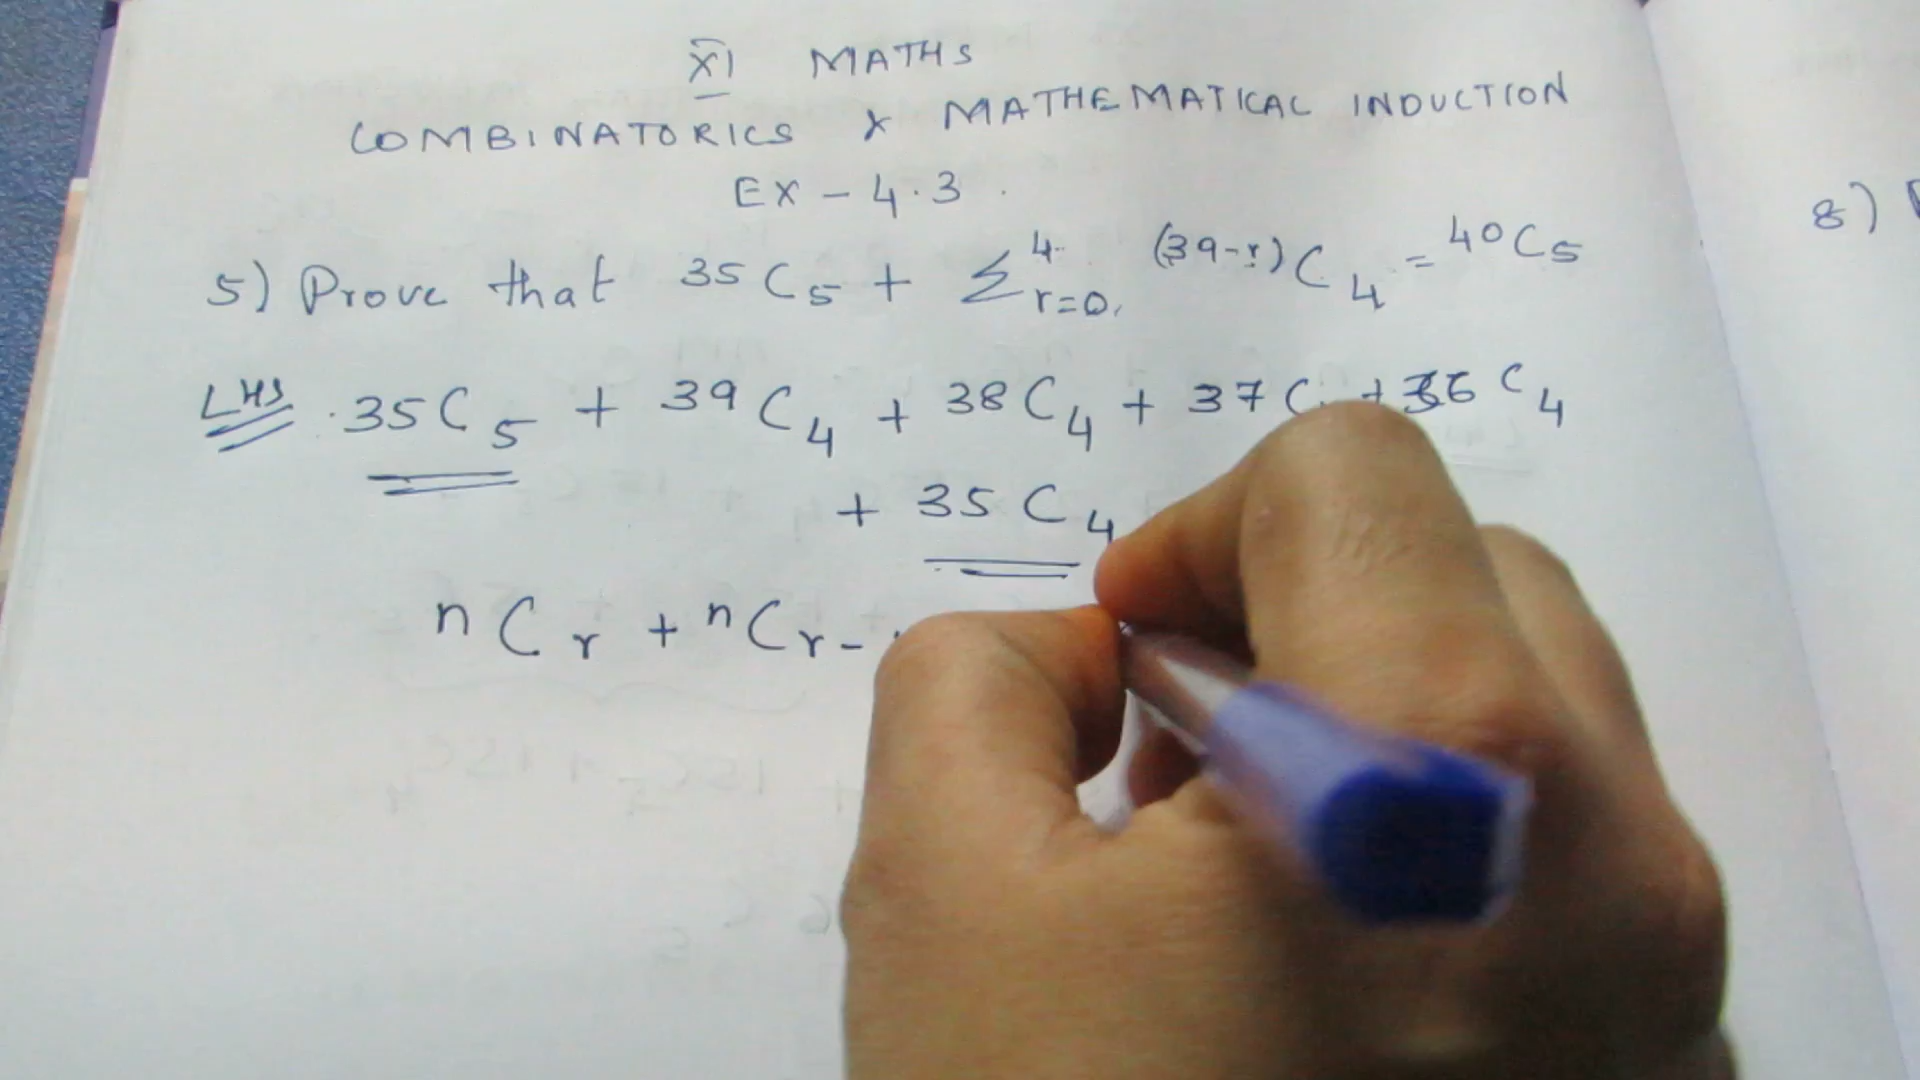 XI MATHS
COMBINATORICS & MATHEMATICAL INDUCTION
EX - 4.3
5) Prove that 35C₅ + Σ⁴ᵣ₌₀ ⁽³⁹⁻ʳ⁾C₄ = ⁴⁰C₅
LHS 35C₅ + 39C₄ + 38C₄ + 37C + 36C₄
+ 35C₄
ⁿCᵣ + ⁿCᵣ₋
8)